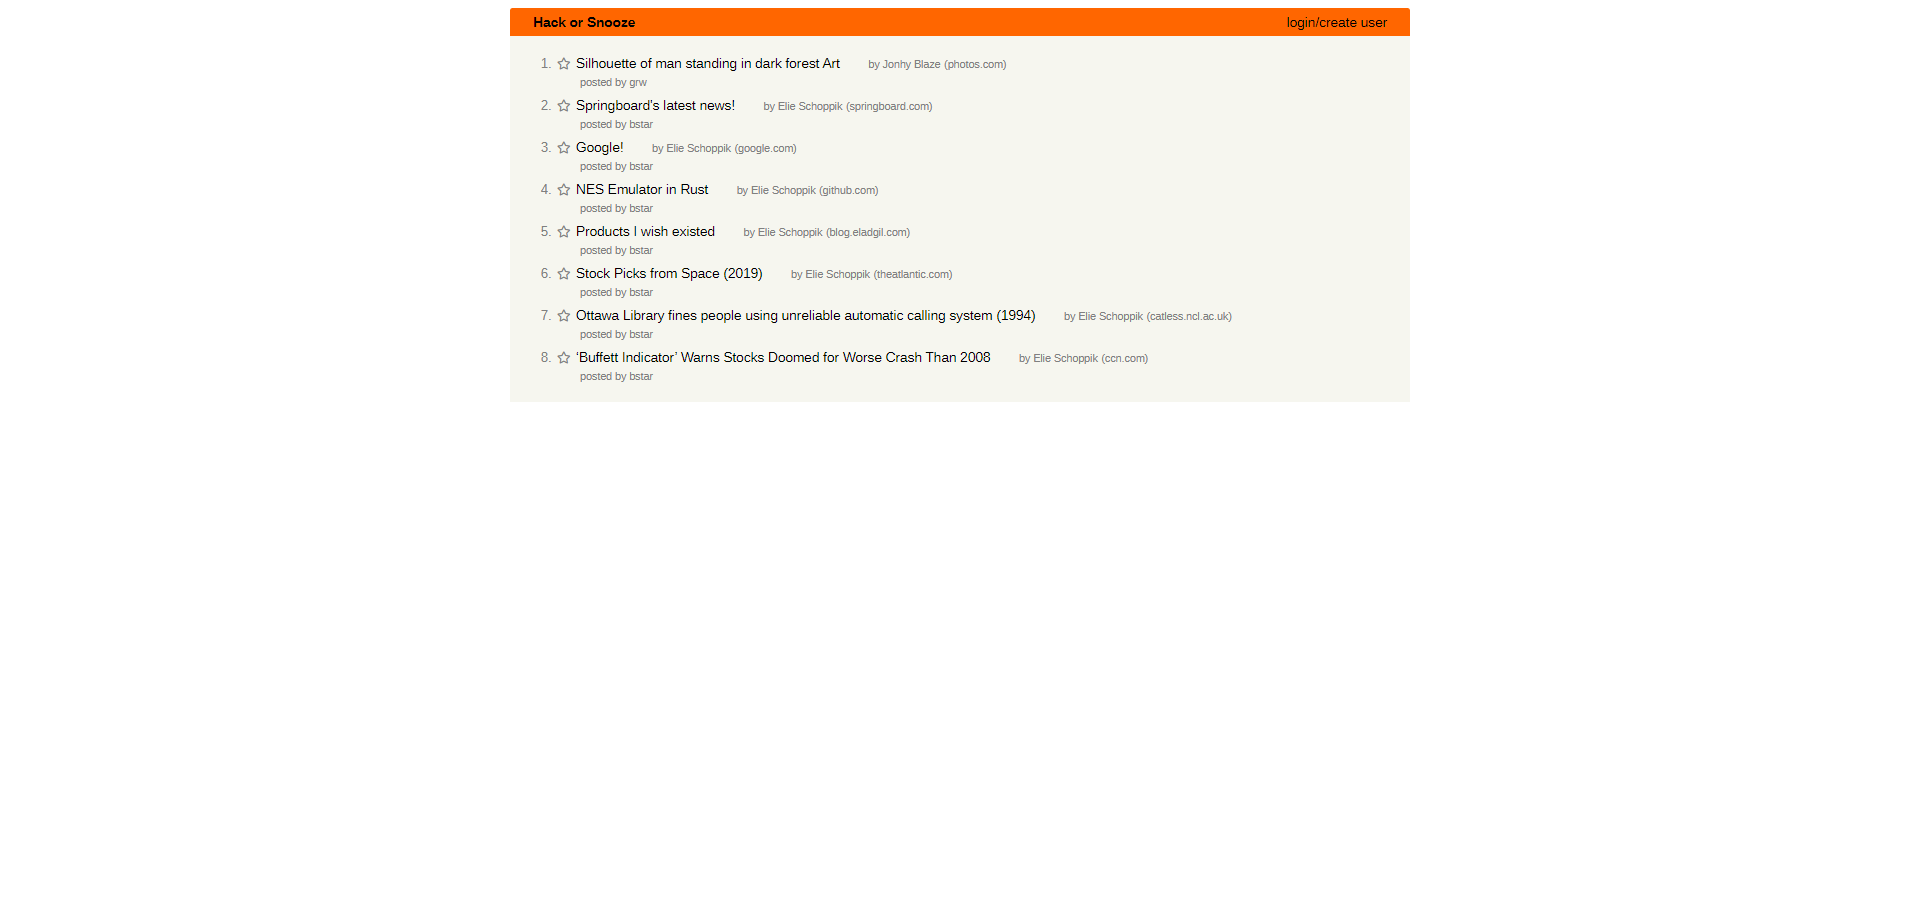 Hack or Snooze login/create user
1. Silhouette of man standing in dark forest Art by Jonhy Blaze (photos.com)
posted by grw
2. Springboard's latest news! by Elie Schoppik (springboard.com)
posted by bstar
3. Google! by Elie Schoppik (google.com)
posted by bstar
4. NES Emulator in Rust by Elie Schoppik (github.com)
posted by bstar
5. Products I wish existed by Elie Schoppik (blog.eladgil.com)
posted by bstar
6. Stock Picks from Space (2019) by Elie Schoppik (theatlantic.com)
posted by bstar
7. Ottawa Library fines people using unreliable automatic calling system (1994) by Elie Schoppik (catless.ncl.ac.uk)
posted by bstar
8. ‘Buffett Indicator’ Warns Stocks Doomed for Worse Crash Than 2008 by Elie Schoppik (ccn.com)
posted by bstar